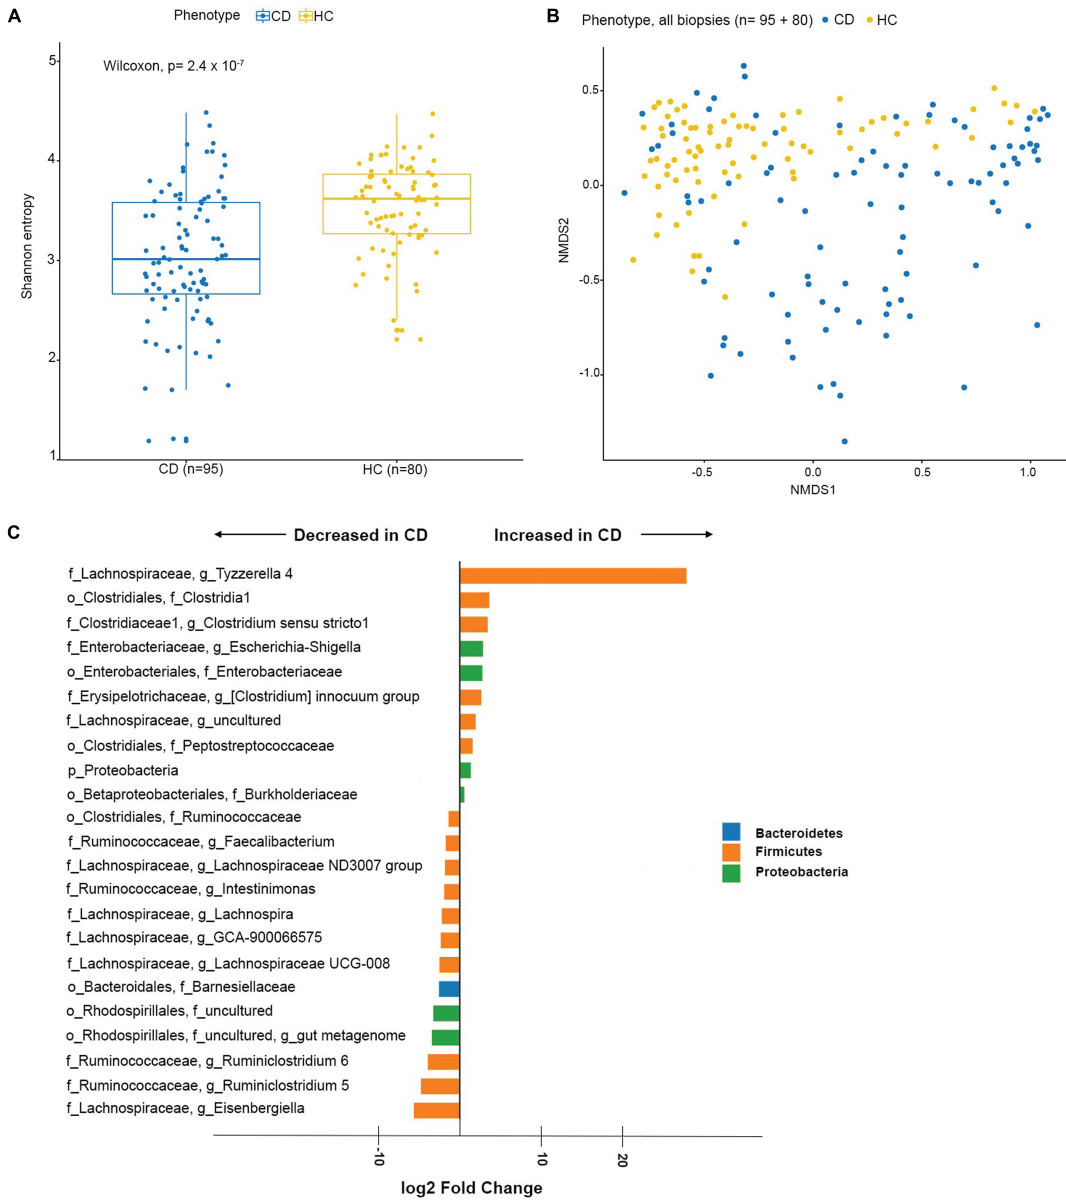 A
Phenotype CD HC
Wilcoxon, p= 2.4 x 10-7
Shannon entropy
5
4
3
2
1
CD (n=95)
HC (n=80)
B
Phenotype, all biopsies (n= 95 + 80) CD HC
NMDS2
0.5
0.0
-0.5
-1.0
-0.5
0.0
0.5
1.0
NMDS1
C
Decreased in CD
Increased in CD
f_Lachnospiraceae, g_Tyzzerella 4
o_Clostridiales, f_Clostridia1
f_Clostridiaceae1, g_Clostridium sensu stricto1
f_Enterobacteriaceae, g_Escherichia-Shigella
o_Enterobacteriales, f_Enterobacteriaceae
f_Erysipelotrichaceae, g_[Clostridium] innocuum group
f_Lachnospiraceae, g_uncultured
o_Clostridiales, f_Peptostreptococcaceae
p_Proteobacteria
o_Betaproteobacteriales, f_Burkholderiaceae
o_Clostridiales, f_Ruminococcaceae
f_Ruminococcaceae, g_Faecalibacterium
f_Lachnospiraceae, g_Lachnospiraceae ND3007 group
f_Ruminococcaceae, g_Intestinimonas
f_Lachnospiraceae, g_Lachnospira
f_Lachnospiraceae, g_GCA-900066575
f_Lachnospiraceae, g_Lachnospiraceae UCG-008
o_Bacteroidales, f_Barnesiellaceae
o_Rhodospirillales, f_uncultured
o_Rhodospirillales, f_uncultured, g_gut metagenome
f_Ruminococcaceae, g_Ruminiclostridium 6
f_Ruminococcaceae, g_Ruminiclostridium 5
f_Lachnospiraceae, g_Eisenbergiella
Bacteroidetes
Firmicutes
Proteobacteria
-10
10
20
log2 Fold Change